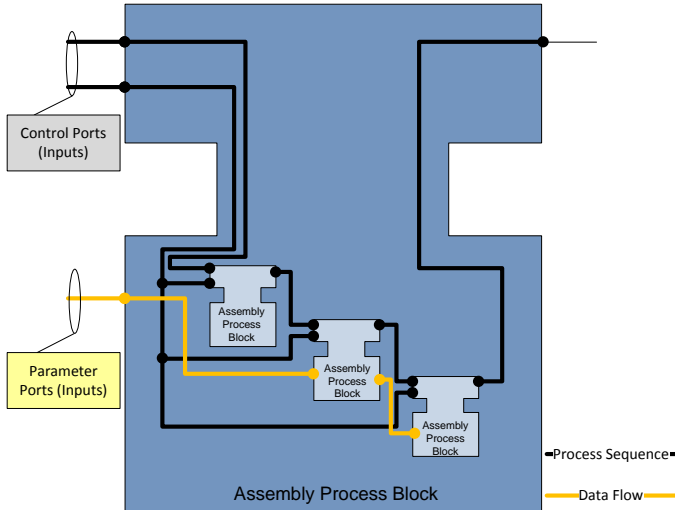 Control Ports
(Inputs)
Parameter
Ports (Inputs)
Assembly
Process
Block
Assembly
Process
Block
Assembly
Process
Block
Assembly Process Block
Process Sequence
Data Flow